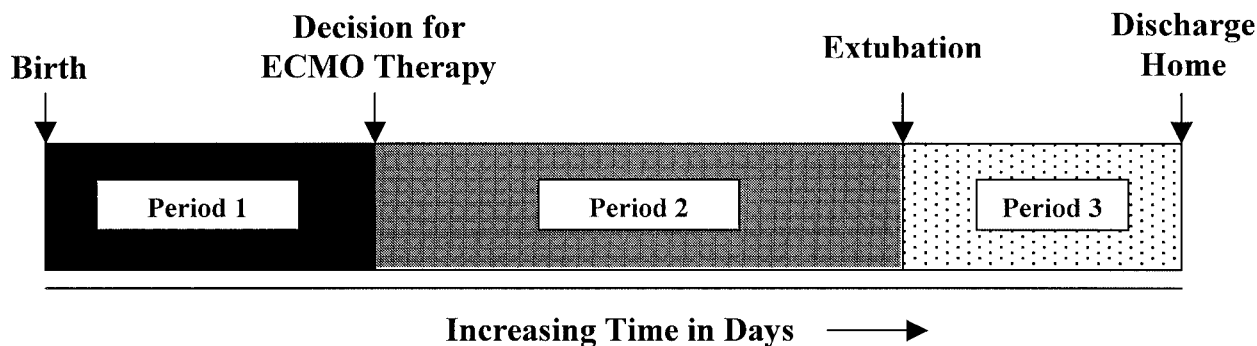 Birth
Decision for
ECMO Therapy
Extubation
Discharge
Home
Period 1
Period 2
Period 3
Increasing Time in Days